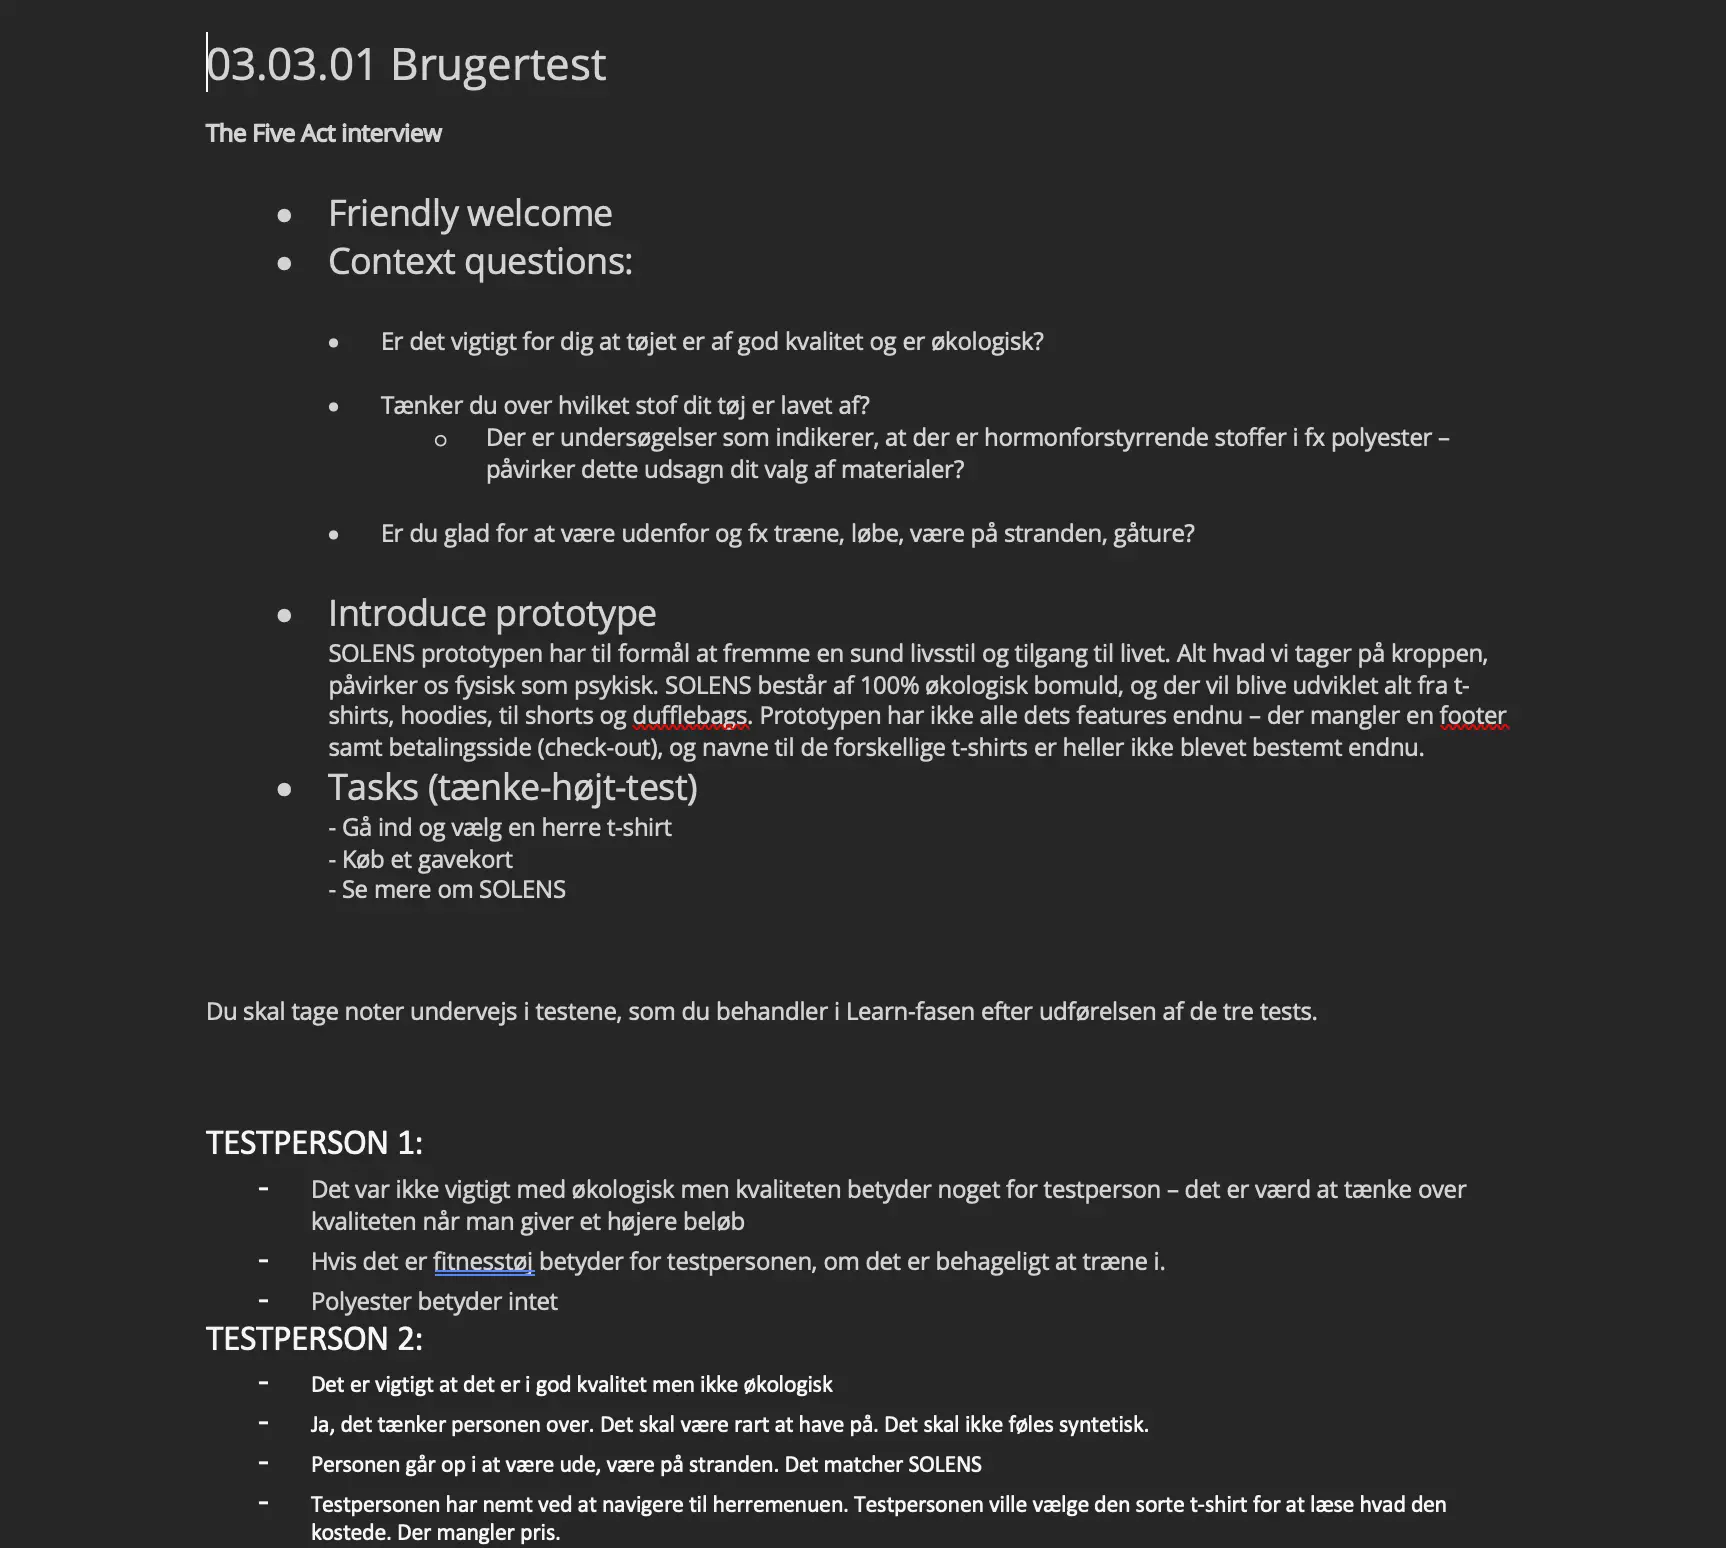 03.03.01 Brugertest
The Five Act interview
● Friendly welcome
● Context questions:
● Er det vigtigt for dig at tøjet er af god kvalitet og er økologisk?
● Tænker du over hvilket stof dit tøj er lavet af?
○ Der er undersøgelser som indikerer, at der er hormonforstyrrende stoffer i fx polyester –
påvirker dette udsagn dit valg af materialer?
● Er du glad for at være udenfor og fx træne, løbe, være på stranden, gåture?
● Introduce prototype
SOLENS prototypen har til formål at fremme en sund livsstil og tilgang til livet. Alt hvad vi tager på kroppen,
påvirker os fysisk som psykisk. SOLENS består af 100% økologisk bomuld, og der vil blive udviklet alt fra t-
shirts, hoodies, til shorts og dufflebags. Prototypen har ikke alle dets features endnu – der mangler en footer
samt betalingsside (check-out), og navne til de forskellige t-shirts er heller ikke blevet bestemt endnu.
● Tasks (tænke-højt-test)
- Gå ind og vælg en herre t-shirt
- Køb et gavekort
- Se mere om SOLENS
Du skal tage noter undervejs i testene, som du behandler i Learn-fasen efter udførelsen af de tre tests.
TESTPERSON 1:
- Det var ikke vigtigt med økologisk men kvaliteten betyder noget for testperson – det er værd at tænke over
kvaliteten når man giver et højere beløb
- Hvis det er fitnesstøj betyder for testpersonen, om det er behageligt at træne i.
- Polyester betyder intet
TESTPERSON 2:
- Det er vigtigt at det er i god kvalitet men ikke økologisk
- Ja, det tænker personen over. Det skal være rart at have på. Det skal ikke føles syntetisk.
- Personen går op i at være ude, være på stranden. Det matcher SOLENS
- Testpersonen har nemt ved at navigere til herremenuen. Testpersonen ville vælge den sorte t-shirt for at læse hvad den
kostede. Der mangler pris.